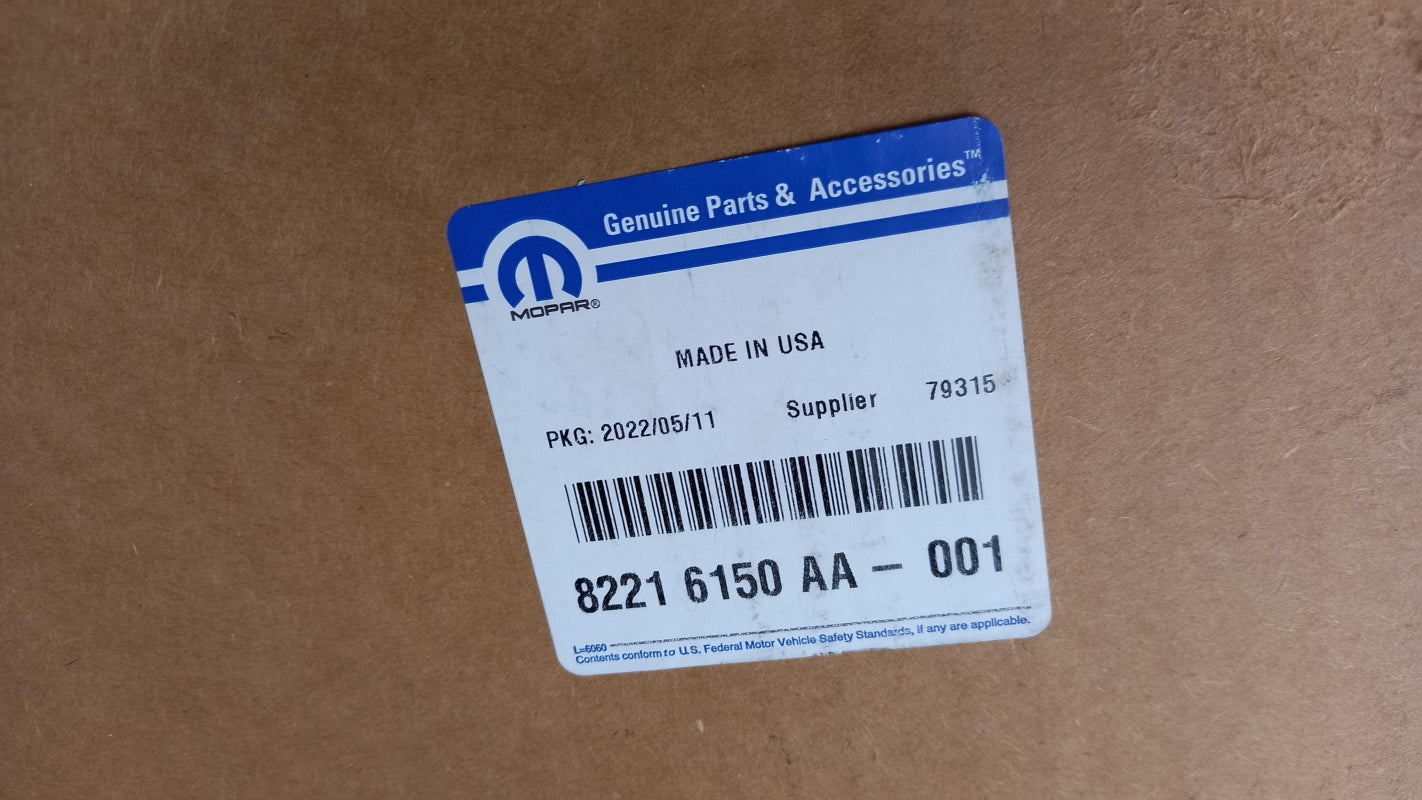 Genuine Parts & Accessories™
MOPAR®
MADE IN USA
PKG: 2022/05/11 Supplier 79315
8221 6150 AA - 001
L=6060
Contents conform to U.S. Federal Motor Vehicle Safety Standards, if any are applicable.